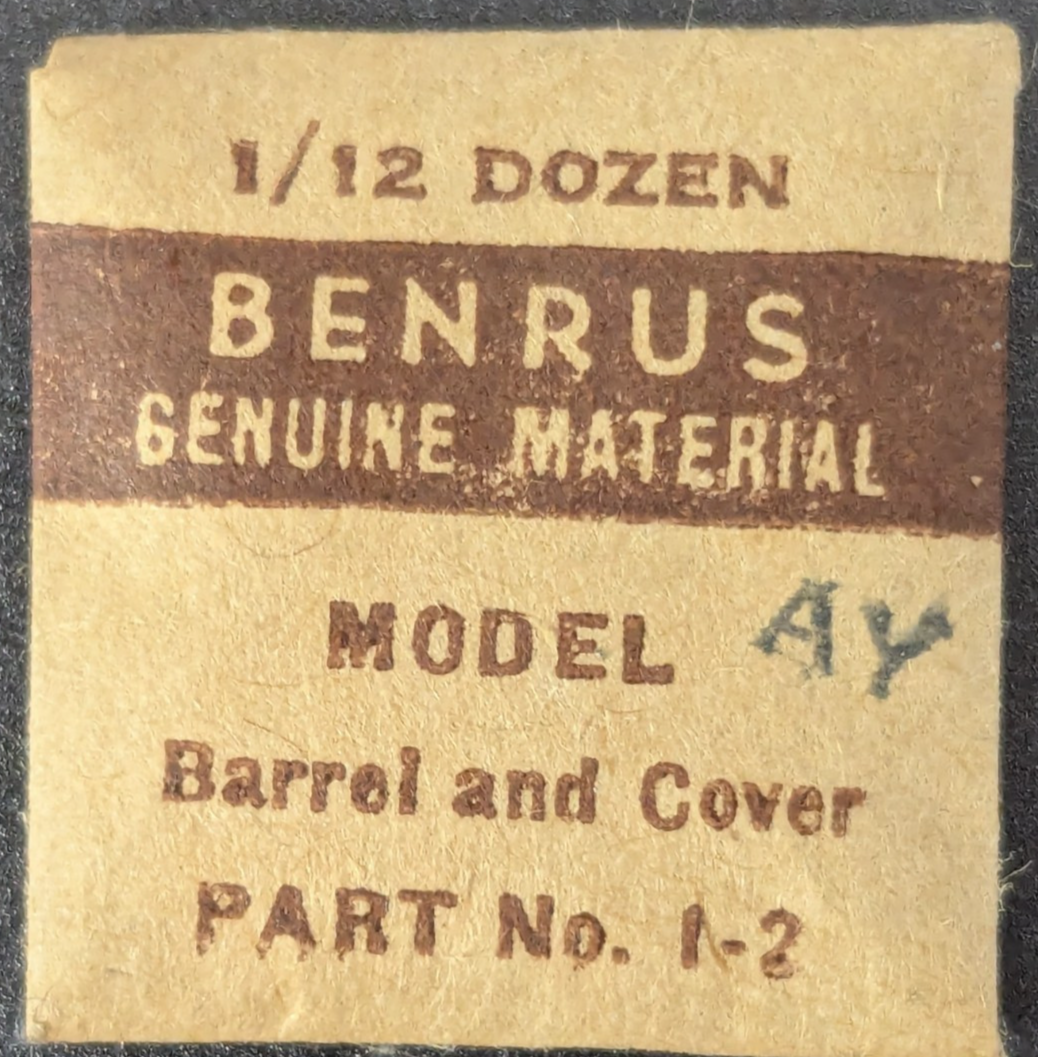 1/12 DOZEN
BENRUS
GENUINE MATERIAL
MODEL AY
Barrel and Cover
PART No. 1-2